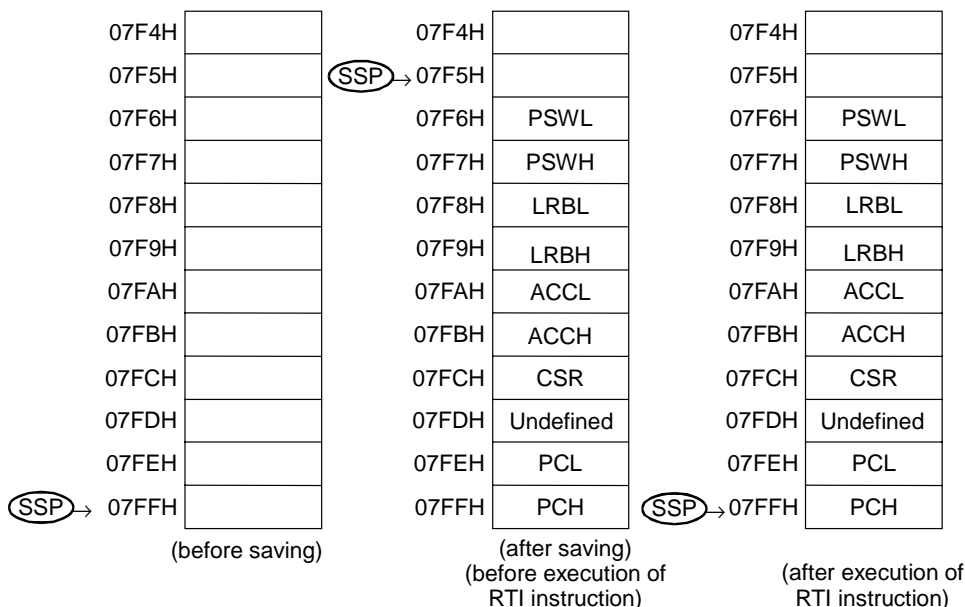 07F4H 07F4H 07F4H
07F5H SSP → 07F5H 07F5H
07F6H 07F6H PSWL 07F6H PSWL
07F7H 07F7H PSWH 07F7H PSWH
07F8H 07F8H LRBL 07F8H LRBL
07F9H 07F9H LRBH 07F9H LRBH
07FAH 07FAH ACCL 07FAH ACCL
07FBH 07FBH ACCH 07FBH ACCH
07FCH 07FCH CSR 07FCH CSR
07FDH 07FDH Undefined 07FDH Undefined
07FEH 07FEH PCL 07FEH PCL
SSP → 07FFH 07FFH PCH SSP → 07FFH PCH
(before saving)
(after saving)
(before execution of
RTI instruction)
(after execution of
RTI instruction)